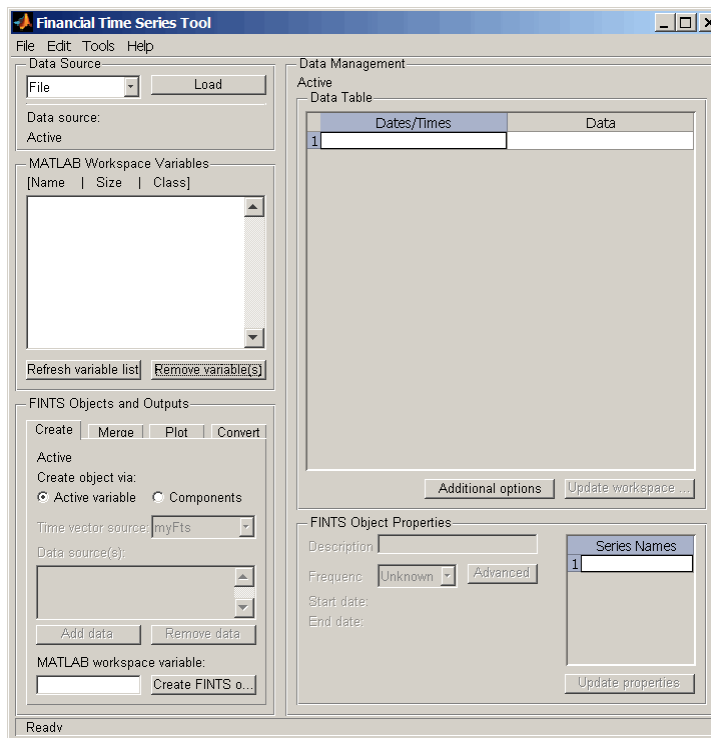 Financial Time Series Tool
File Edit Tools Help
Data Source
File
Load
Data source:
Active
MATLAB Workspace Variables
[Name | Size | Class]
Refresh variable list
Remove variable(s)
FINTS Objects and Outputs
Create Merge Plot Convert
Active
Create object via:
Active variable Components
Time vector source: myFts
Data source(s):
Add data Remove data
MATLAB workspace variable:
Create FINTS o...
Data Management
Active
Data Table
Dates/Times Data
1
Additional options Update workspace ...
FINTS Object Properties
Description
Frequenc Unknown Advanced
Start date:
End date:
Series Names
1
Update properties
Ready